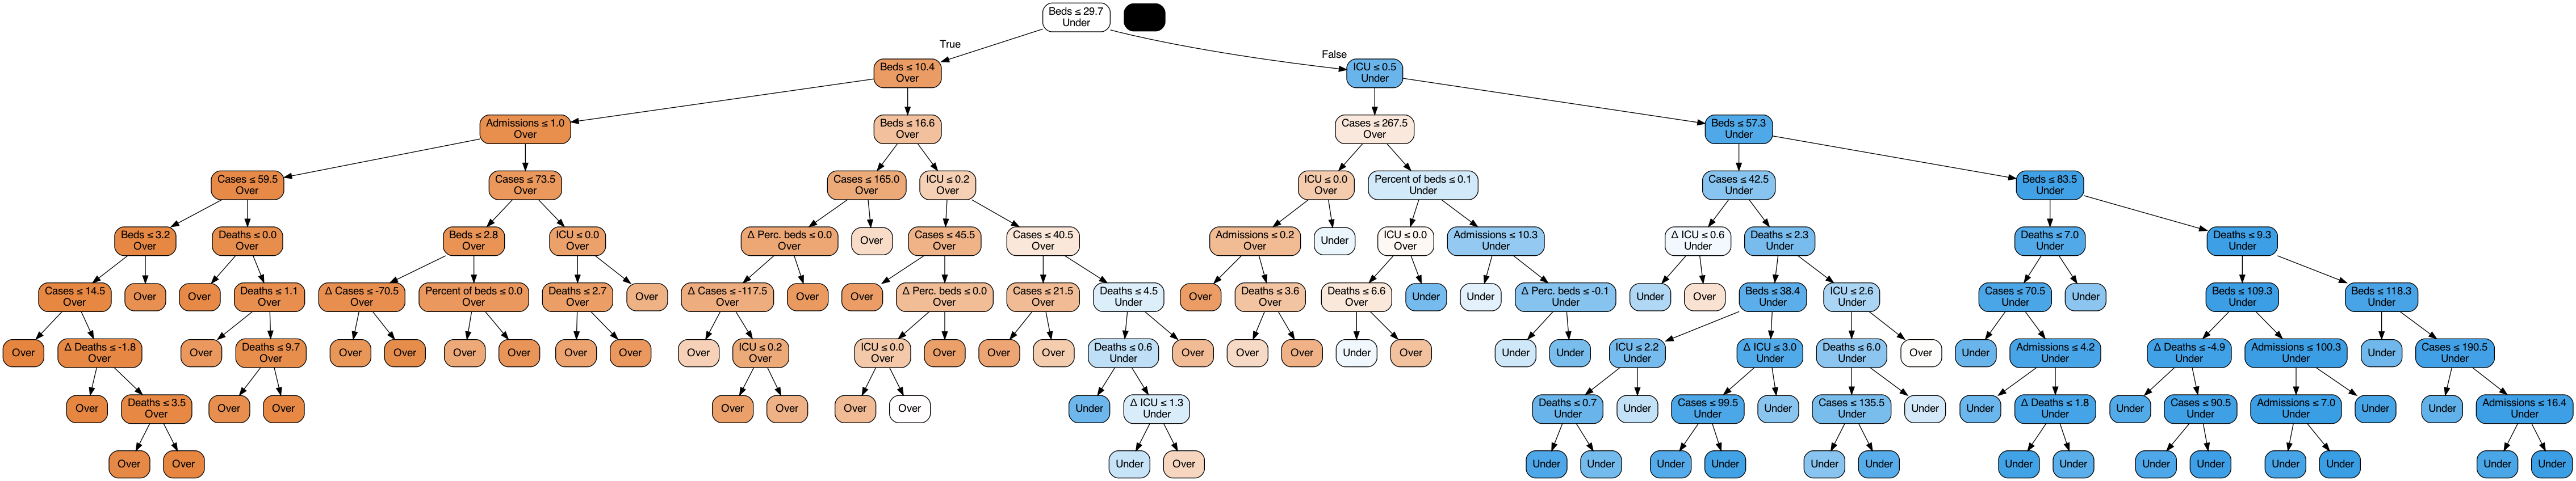 Beds ≤ 29.7
Under
True
False
Beds ≤ 10.4
Over
ICU ≤ 0.5
Under
Admissions ≤ 1.0
Over
Beds ≤ 16.6
Over
Cases ≤ 267.5
Over
Beds ≤ 57.3
Under
Cases ≤ 59.5
Over
Cases ≤ 73.5
Over
Cases ≤ 165.0
Over
ICU ≤ 0.2
Over
ICU ≤ 0.0
Over
Percent of beds ≤ 0.1
Under
Cases ≤ 42.5
Under
Beds ≤ 83.5
Under
Beds ≤ 3.2
Over
Deaths ≤ 0.0
Over
Beds ≤ 2.8
Over
ICU ≤ 0.0
Over
Δ Perc. beds ≤ 0.0
Over
Over
Cases ≤ 45.5
Over
Cases ≤ 40.5
Over
Admissions ≤ 0.2
Over
Under
ICU ≤ 0.0
Over
Admissions ≤ 10.3
Under
Δ ICU ≤ 0.6
Under
Deaths ≤ 2.3
Under
Deaths ≤ 7.0
Under
Deaths ≤ 9.3
Under
Cases ≤ 14.5
Over
Over
Over
Deaths ≤ 1.1
Over
Δ Cases ≤ -70.5
Over
Percent of beds ≤ 0.0
Over
Deaths ≤ 2.7
Over
Over
Δ Cases ≤ -117.5
Over
Over
Over
Δ Perc. beds ≤ 0.0
Over
Cases ≤ 21.5
Over
Deaths ≤ 4.5
Under
Over
Deaths ≤ 3.6
Over
Deaths ≤ 6.6
Over
Under
Under
Δ Perc. beds ≤ -0.1
Under
Under
Over
Beds ≤ 38.4
Under
ICU ≤ 2.6
Under
Cases ≤ 70.5
Under
Under
Beds ≤ 109.3
Under
Beds ≤ 118.3
Under
Over
Δ Deaths ≤ -1.8
Over
Over
Deaths ≤ 9.7
Over
Over
Over
Over
Over
Over
Over
Over
ICU ≤ 0.2
Over
ICU ≤ 0.0
Over
Over
Over
Over
Deaths ≤ 0.6
Under
Over
Over
Over
Under
Over
Under
Under
ICU ≤ 2.2
Under
Δ ICU ≤ 3.0
Under
Deaths ≤ 6.0
Under
Over
Under
Admissions ≤ 4.2
Under
Δ Deaths ≤ -4.9
Under
Admissions ≤ 100.3
Under
Under
Cases ≤ 190.5
Under
Over
Deaths ≤ 3.5
Over
Over
Over
Over
Over
Over
Over
Under
Δ ICU ≤ 1.3
Under
Deaths ≤ 0.7
Under
Under
Cases ≤ 99.5
Under
Under
Cases ≤ 135.5
Under
Under
Under
Δ Deaths ≤ 1.8
Under
Under
Cases ≤ 90.5
Under
Admissions ≤ 7.0
Under
Under
Under
Admissions ≤ 16.4
Under
Over
Over
Under
Over
Under
Under
Under
Under
Under
Under
Under
Under
Under
Under
Under
Under
Under
Under